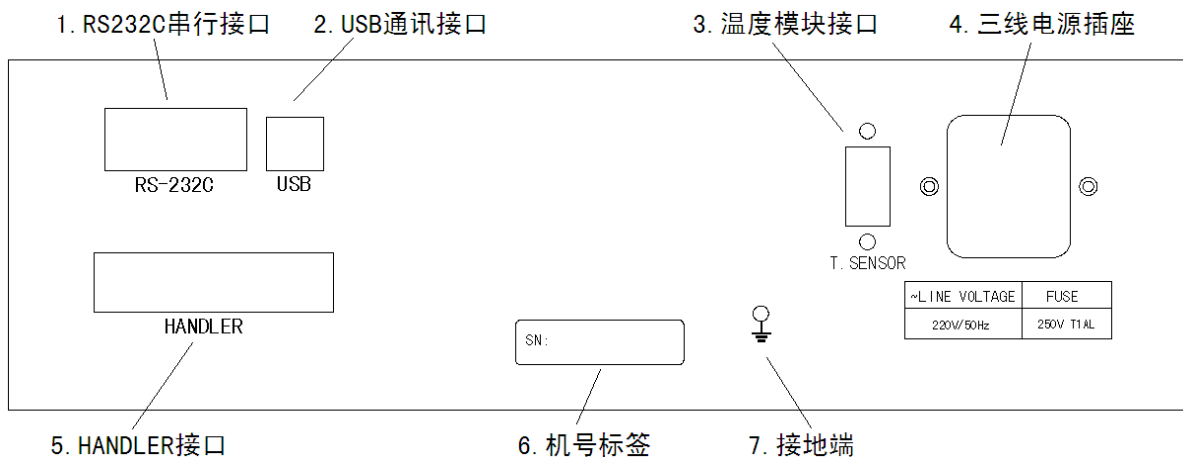 1. RS232C串行接口
2. USB通讯接口
3. 温度模块接口
4. 三线电源插座
RS-232C
USB
T. SENSOR
HANDLER
~LINE VOLTAGE
FUSE
220V/50Hz
250V T1AL
SN:
5. HANDLER接口
6. 机号标签
7. 接地端